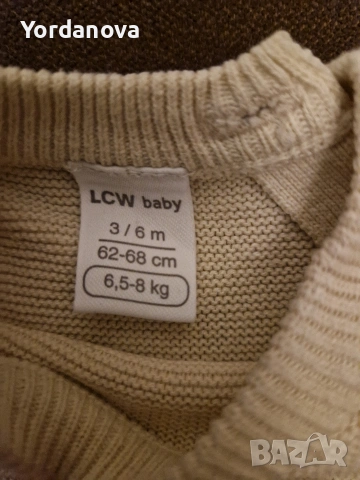 Yordanova
LCW baby
3 / 6 m
62-68 cm
6,5-8 kg
BAZAR